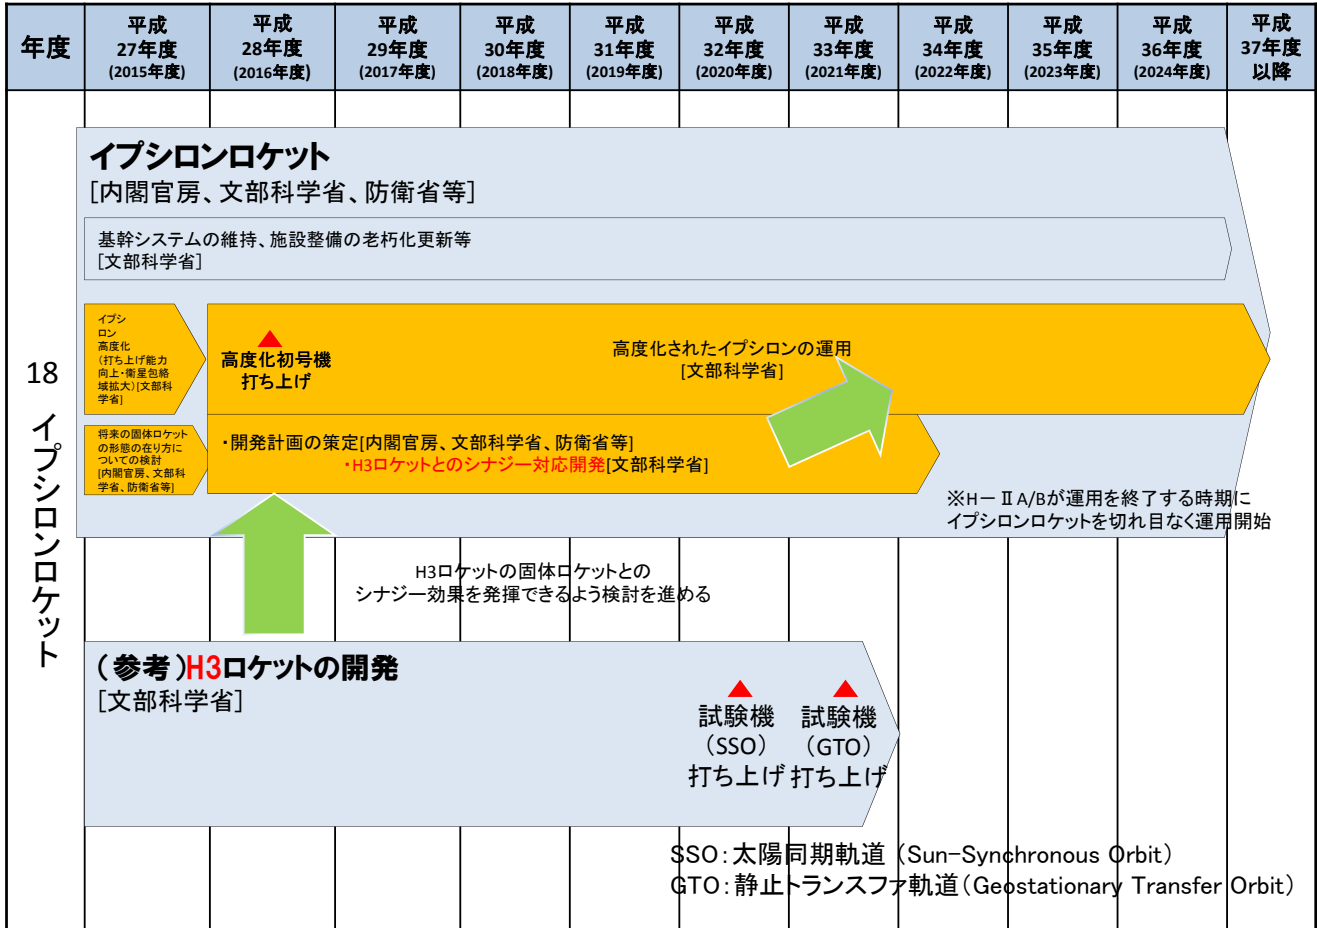 年度
平成
27年度
(2015年度)
平成
28年度
(2016年度)
平成
29年度
(2017年度)
平成
30年度
(2018年度)
平成
31年度
(2019年度)
平成
32年度
(2020年度)
平成
33年度
(2021年度)
平成
34年度
(2022年度)
平成
35年度
(2023年度)
平成
36年度
(2024年度)
平成
37年度
以降
18 イプシロンロケット
イプシロンロケット
[内閣官房、文部科学省、防衛省等]
基幹システムの維持、施設整備の老朽化更新等
[文部科学省]
イプシ
ロン
高度化
(打ち上げ能力
向上・衛星包絡
域拡大)[文部科
学省]
高度化初号機
打ち上げ
高度化されたイプシロンの運用
[文部科学省]
将来の固体ロケット
の形態の在り方に
ついての検討
[内閣官房、文部科
学省、防衛省等]
・開発計画の策定[内閣官房、文部科学省、防衛省等]
・H3ロケットとのシナジー対応開発[文部科学省]
※H-ⅡA/Bが運用を終了する時期に
イプシロンロケットを切れ目なく運用開始
H3ロケットの固体ロケットとの
シナジー効果を発揮できるよう検討を進める
(参考)H3ロケットの開発
[文部科学省]
試験機
(SSO)
打ち上げ
試験機
(GTO)
打ち上げ
SSO:太陽同期軌道 (Sun-Synchronous Orbit)
GTO:静止トランスファ軌道(Geostationary Transfer Orbit)